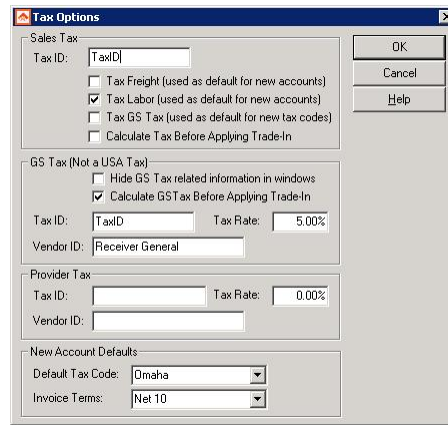 Tax Options
Sales Tax
Tax ID: TaxID
Tax Freight (used as default for new accounts)
Tax Labor (used as default for new accounts)
Tax GS Tax (used as default for new tax codes)
Calculate Tax Before Applying Trade-In
OK
Cancel
Help
GS Tax (Not a USA Tax)
Hide GS Tax related information in windows
Calculate GSTax Before Applying Trade-In
Tax ID: TaxID Tax Rate: 5.00%
Vendor ID: Receiver General
Provider Tax
Tax ID: Tax Rate: 0.00%
Vendor ID:
New Account Defaults
Default Tax Code: Omaha
Invoice Terms: Net 10